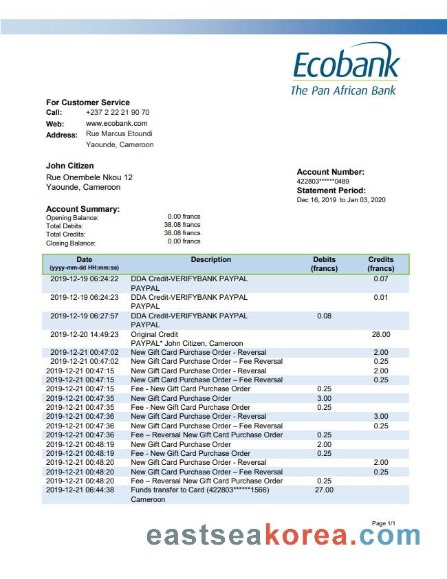 Ecobank
The Pan African Bank
For Customer Service
Call: +237 2 22 21 90 70
Web: www.ecobank.com
Address: Rue Marcus Etoundi
Yaounde, Cameroon
John Citizen
Rue Onembele Nkou 12
Yaounde, Cameroon
Account Number:
422803******0489
Statement Period:
Dec 16, 2019 to Jan 03, 2020
Account Summary:
Opening Balance: 0.00 francs
Total Debits: 38.08 francs
Total Credits: 38.08 francs
Closing Balance: 0.00 francs
Date Description Debits Credits
(yyyy-mm-dd HH:mm:ss) (francs) (francs)
2019-12-19 06:24:22 DDA Credit-VERIFYBANK PAYPAL 0.07
PAYPAL
2019-12-19 06:24:23 DDA Credit-VERIFYBANK PAYPAL 0.01
PAYPAL
2019-12-19 06:27:57 DDA Credit-VERIFYBANK PAYPAL 0.08
PAYPAL
2019-12-20 14:49:23 Original Credit 28.00
PAYPAL* John Citizen, Cameroon
2019-12-21 00:47:02 New Gift Card Purchase Order - Reversal 2.00
2019-12-21 00:47:02 New Gift Card Purchase Order – Fee Reversal 0.25
2019-12-21 00:47:15 New Gift Card Purchase Order - Reversal 2.00
2019-12-21 00:47:15 New Gift Card Purchase Order – Fee Reversal 0.25
2019-12-21 00:47:15 Fee - New Gift Card Purchase Order 0.25
2019-12-21 00:47:35 New Gift Card Purchase Order 3.00
2019-12-21 00:47:35 Fee - New Gift Card Purchase Order 0.25
2019-12-21 00:47:36 New Gift Card Purchase Order - Reversal 3.00
2019-12-21 00:47:36 New Gift Card Purchase Order – Fee Reversal 0.25
2019-12-21 00:47:36 Fee – Reversal New Gift Card Purchase Order 0.25
2019-12-21 00:48:19 New Gift Card Purchase Order 2.00
2019-12-21 00:48:19 Fee - New Gift Card Purchase Order 0.25
2019-12-21 00:48:20 New Gift Card Purchase Order - Reversal 2.00
2019-12-21 00:48:20 New Gift Card Purchase Order – Fee Reversal 0.25
2019-12-21 00:48:20 Fee – Reversal New Gift Card Purchase Order 0.25
2019-12-21 06:44:38 Funds transfer to Card (422803******1566) 27.00
Cameroon
Page 1/1
eastseakorea.com